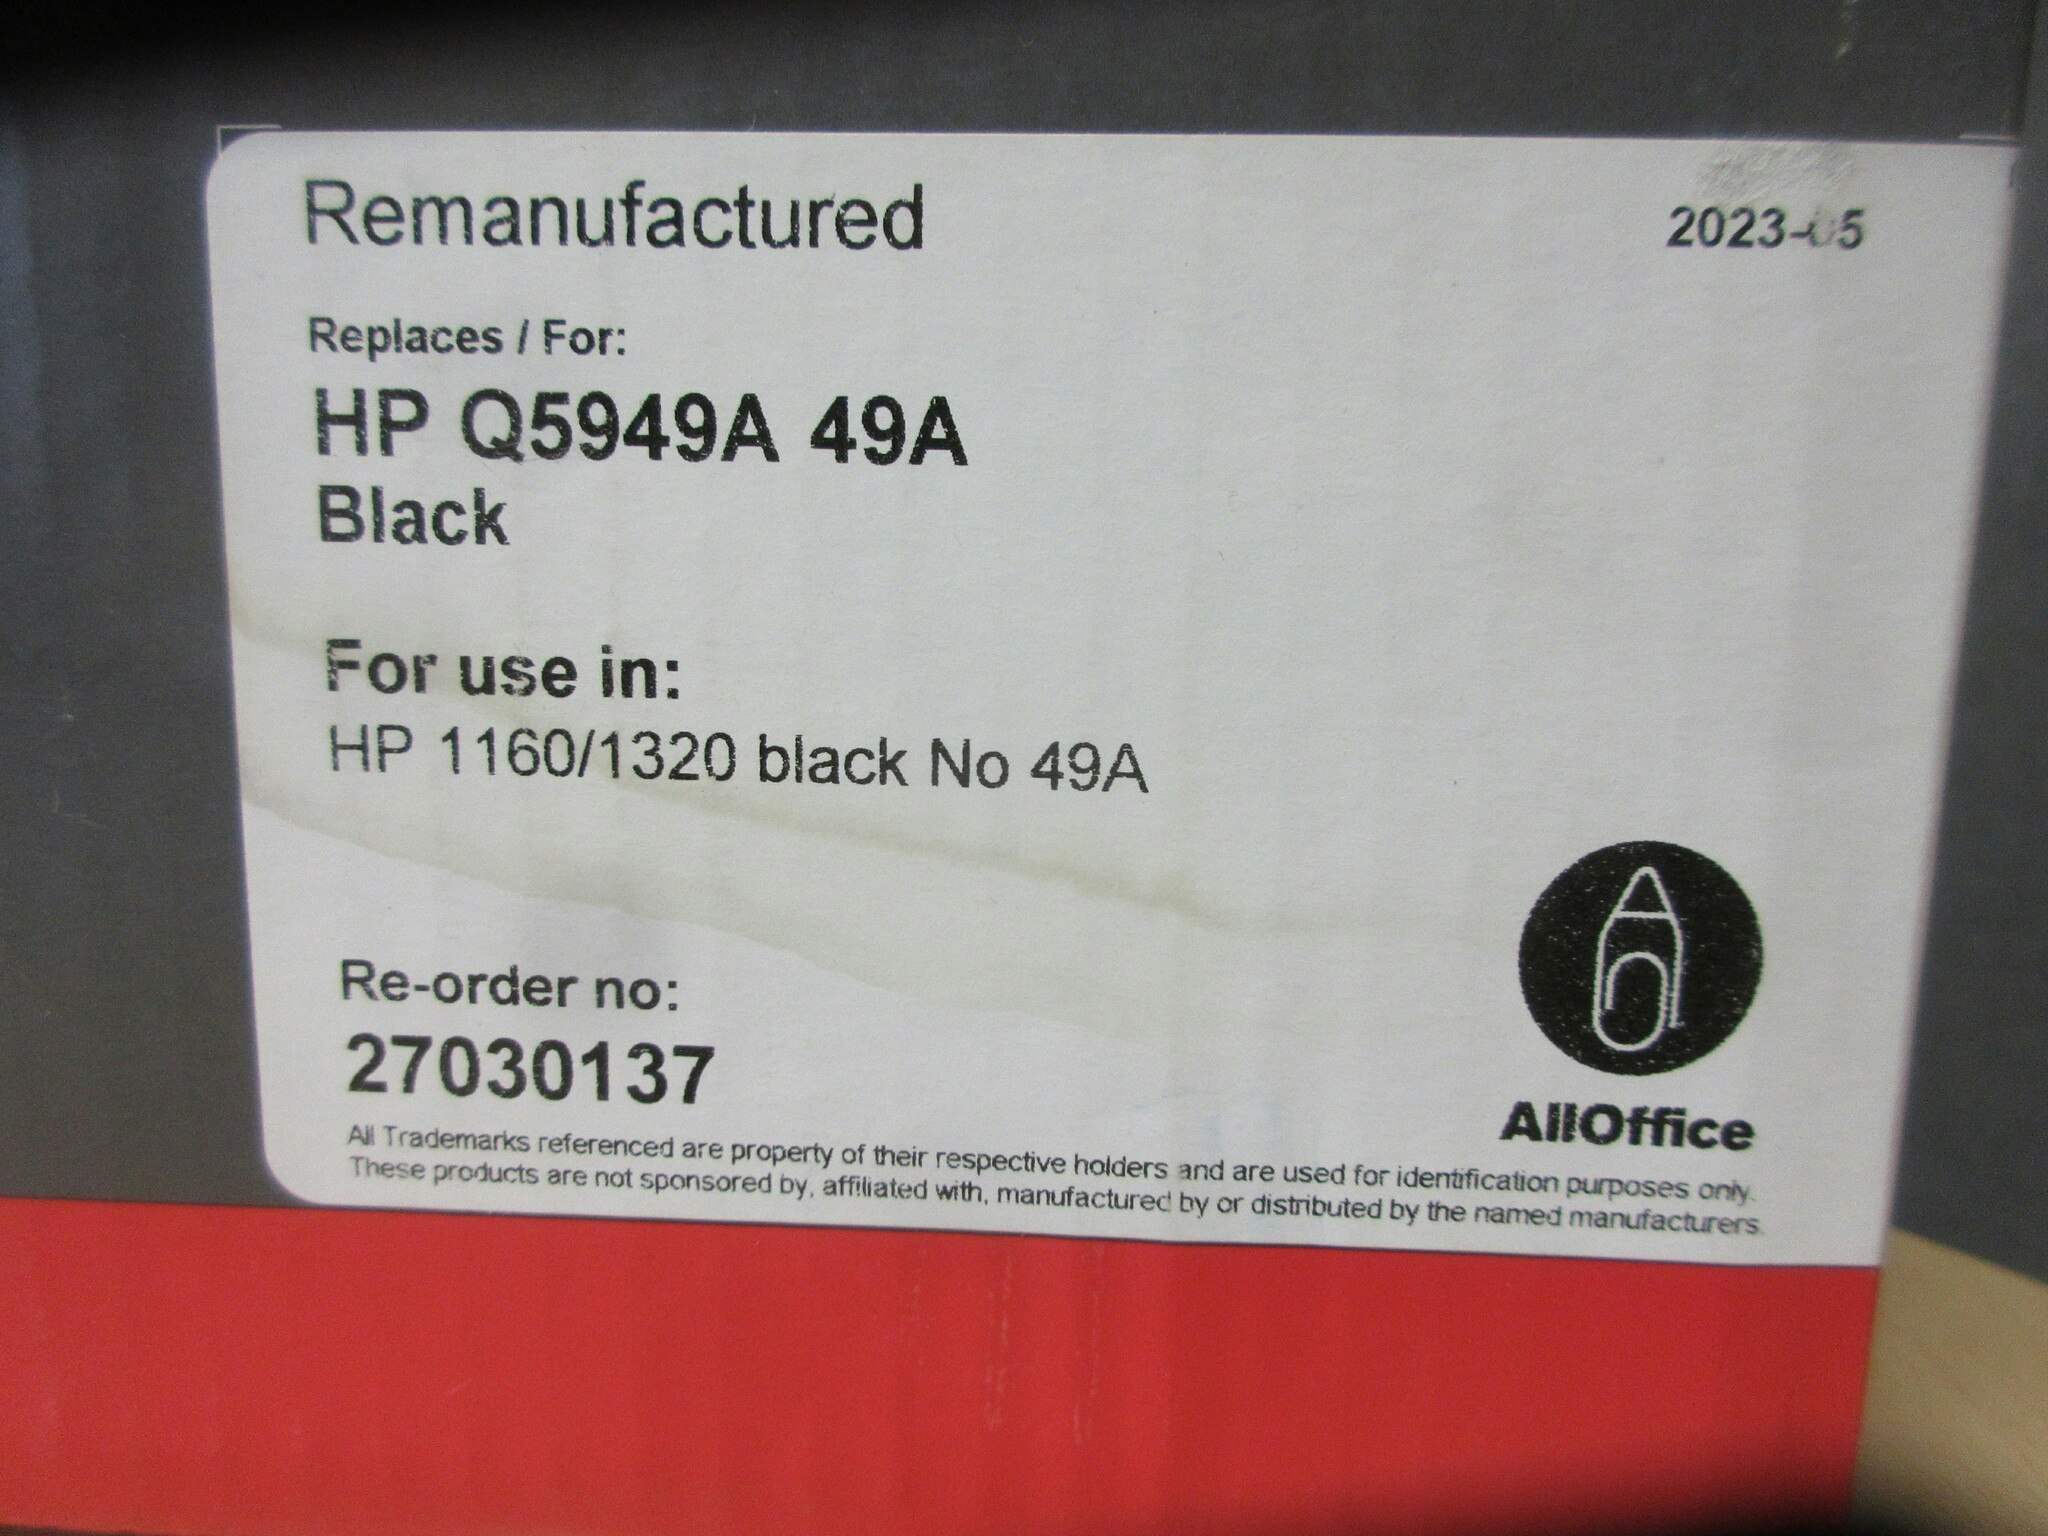 Remanufactured
2023-05
Replaces / For:
HP Q5949A 49A
Black
For use in:
HP 1160/1320 black No 49A
Re-order no:
27030137
AllOffice
All Trademarks referenced are property of their respective holders and are used for identification purposes only.
These products are not sponsored by, affiliated with, manufactured by or distributed by the named manufacturers.